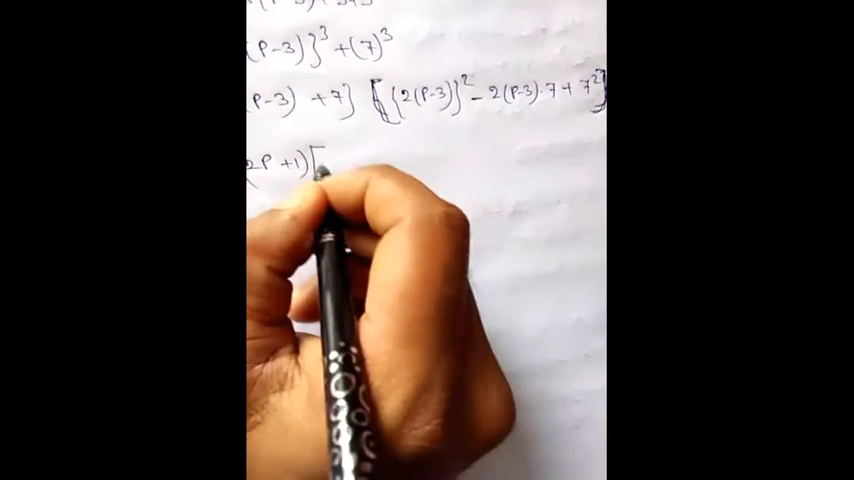 (P-3)}³ + (7)³
P-3) + 7} [{2(P-3)}² - 2(P-3)·7 + 7²]
(2P + 1) [